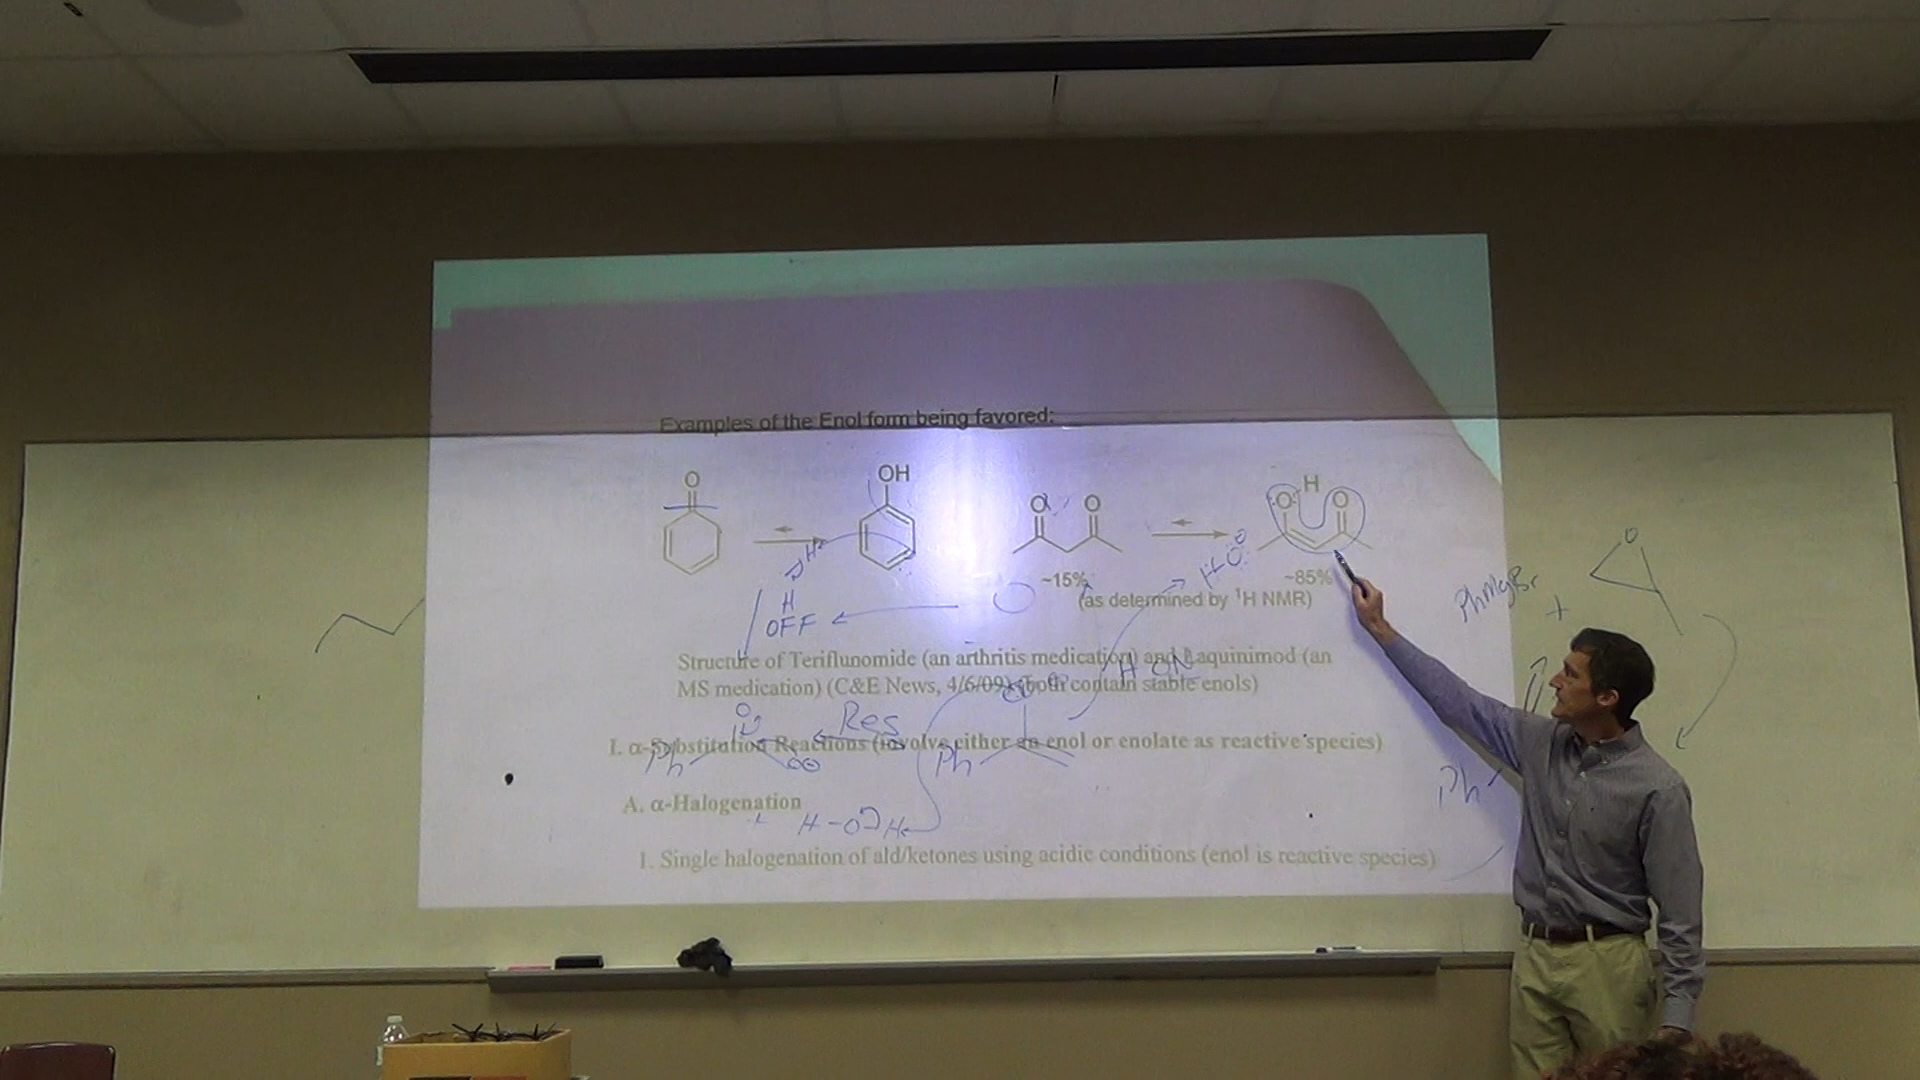 Examples of the Enol form being favored:
O OH O O O H O
~15% ~85%
(as determined by ¹H NMR)
H
OFF
H O
PhMgBr
+
O
Structure of Teriflunomide (an arthritis medication) and Laquinimod (an
MS medication) (C&E News, 4/6/09) (both contain stable enols)
O
Res
Ph
Ph
Ph
I. α-Substitution Reactions (involve either an enol or enolate as reactive species)
A. α-Halogenation
+ H-O H
1. Single halogenation of ald/ketones using acidic conditions (enol is reactive species)